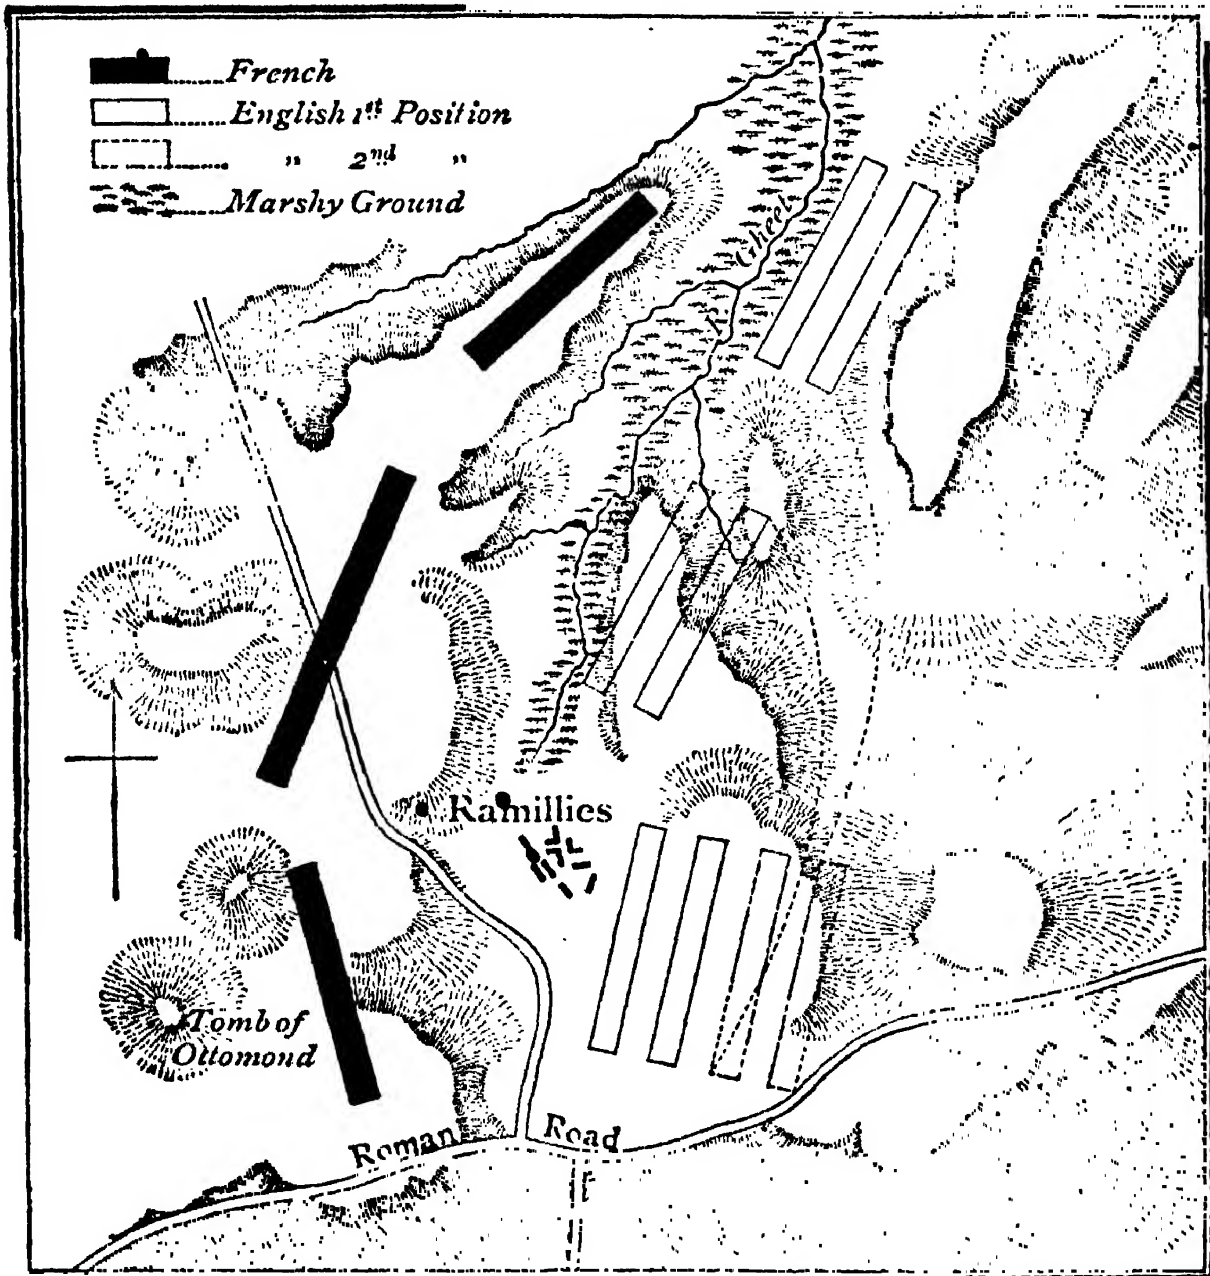 French
English 1st Position
" 2nd "
Marshy Ground
Gheet
Ramillies
Tomb of
Ottomond
Roman Road